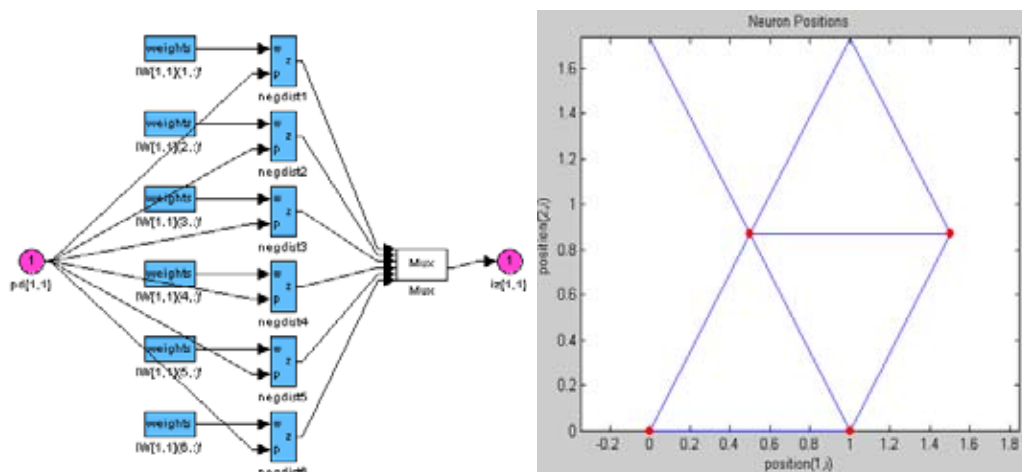 weights
IW[1,1](1,:)'
w
p
z
negdist1
weights
IW[1,1](2,:)'
w
p
z
negdist2
weights
IW[1,1](3,:)'
w
p
z
negdist3
1
pd[1,1]
Mux
Mux
1
iz[1,1]
weights
IW[1,1](4,:)'
w
p
z
negdist4
weights
IW[1,1](5,:)'
w
p
z
negdist5
weights
IW[1,1](6,:)'
w
p
z
Neuron Positions
position(2,i)
1.6
1.4
1.2
1
0.8
0.6
0.4
0.2
0
-0.2 0 0.2 0.4 0.6 0.8 1 1.2 1.4 1.6 1.8
position(1,i)